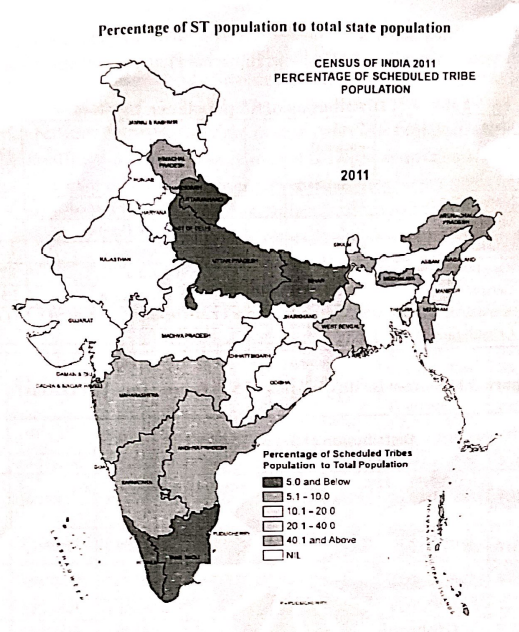 Percentage of ST population to total state population
CENSUS OF INDIA 2011
PERCENTAGE OF SCHEDULED TRIBE
POPULATION
2011
JAMMU & KASHMIR
HIMACHAL
PRADESH
PUNJAB
CHANDIGARH
UTTARAKHAND
HARYANA
NCT OF DELHI
RAJASTHAN
UTTAR PRADESH
BIHAR
SIKKIM
ARUNACHAL
PRADESH
ASSAM
NAGALAND
MEGHALAYA
MANIPUR
TRIPURA
MIZORAM
WEST BENGAL
JHARKHAND
GUJARAT
MADHYA PRADESH
CHHATTISGARH
ODISHA
DAMAN & DIU
DADRA & NAGAR HAVELI
MAHARASHTRA
ANDHRA PRADESH
GOA
KARNATAKA
PUDUCHERRY
TAMIL NADU
LAKSHADWEEP
Percentage of Scheduled Tribes
Population to Total Population
5.0 and Below
5.1 - 10.0
10.1 - 20.0
20.1 - 40.0
40.1 and Above
NIL